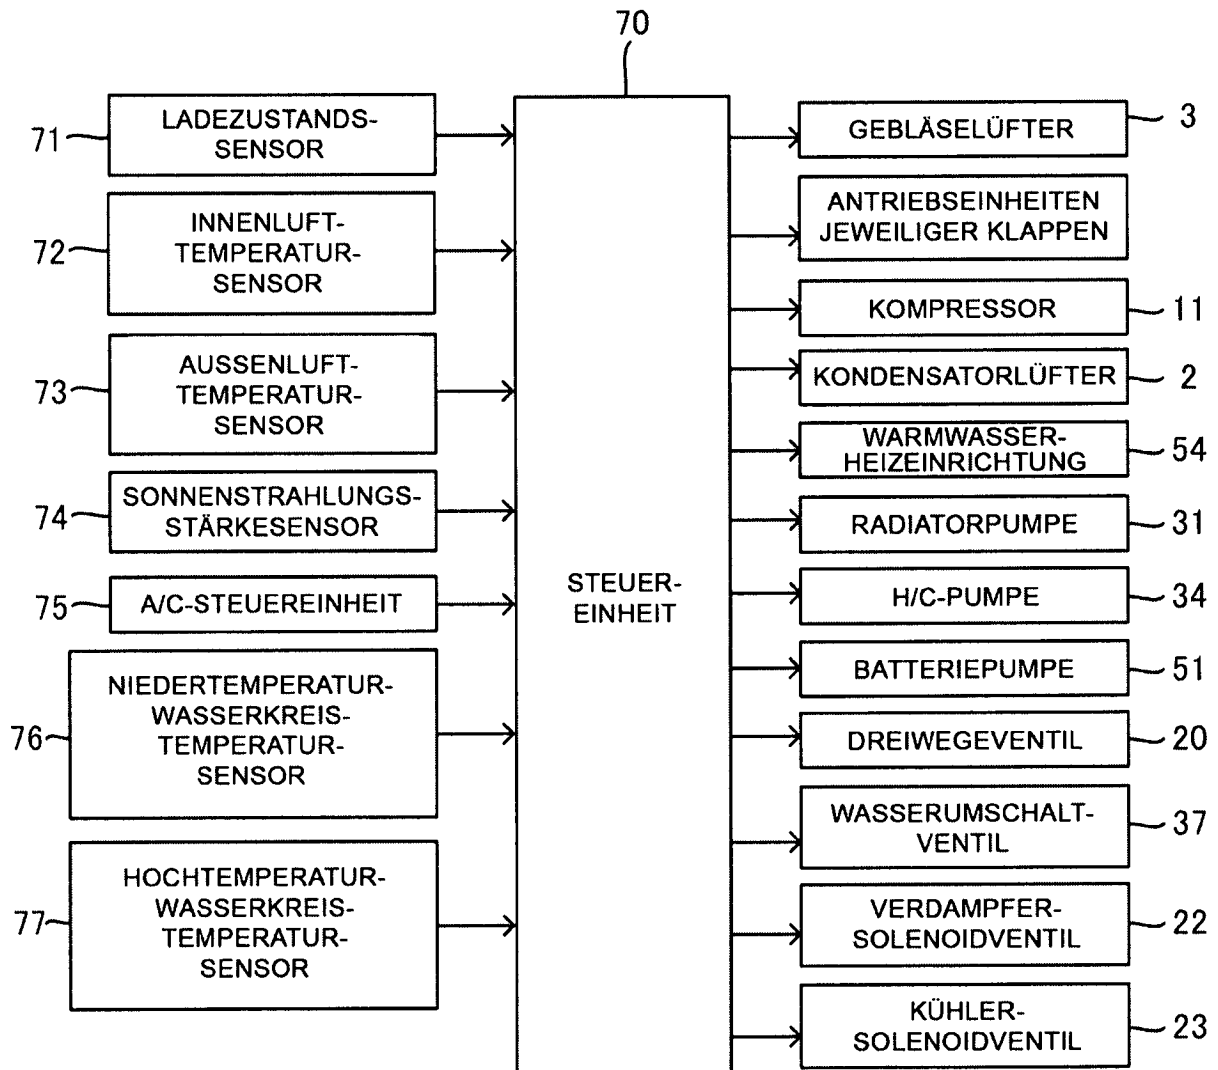 70
71
LADEZUSTANDS-
SENSOR
72
INNENLUFT-
TEMPERATUR-
SENSOR
73
AUSSENLUFT-
TEMPERATUR-
SENSOR
74
SONNENSTRAHLUNGS-
STÄRKESENSOR
75
A/C-STEUEREINHEIT
76
NIEDERTEMPERATUR-
WASSERKREIS-
TEMPERATUR-
SENSOR
77
HOCHTEMPERATUR-
WASSERKREIS-
TEMPERATUR-
SENSOR
STEUER-
EINHEIT
GEBLÄSELÜFTER
3
ANTRIEBSEINHEITEN
JEWEILIGER KLAPPEN
KOMPRESSOR
11
KONDENSATORLÜFTER
2
WARMWASSER-
HEIZEINRICHTUNG
54
RADIATORPUMPE
31
H/C-PUMPE
34
BATTERIEPUMPE
51
DREIWEGEVENTIL
20
WASSERUMSCHALT-
VENTIL
37
VERDAMPFER-
SOLENOIDVENTIL
22
KÜHLER-
SOLENOIDVENTIL
23